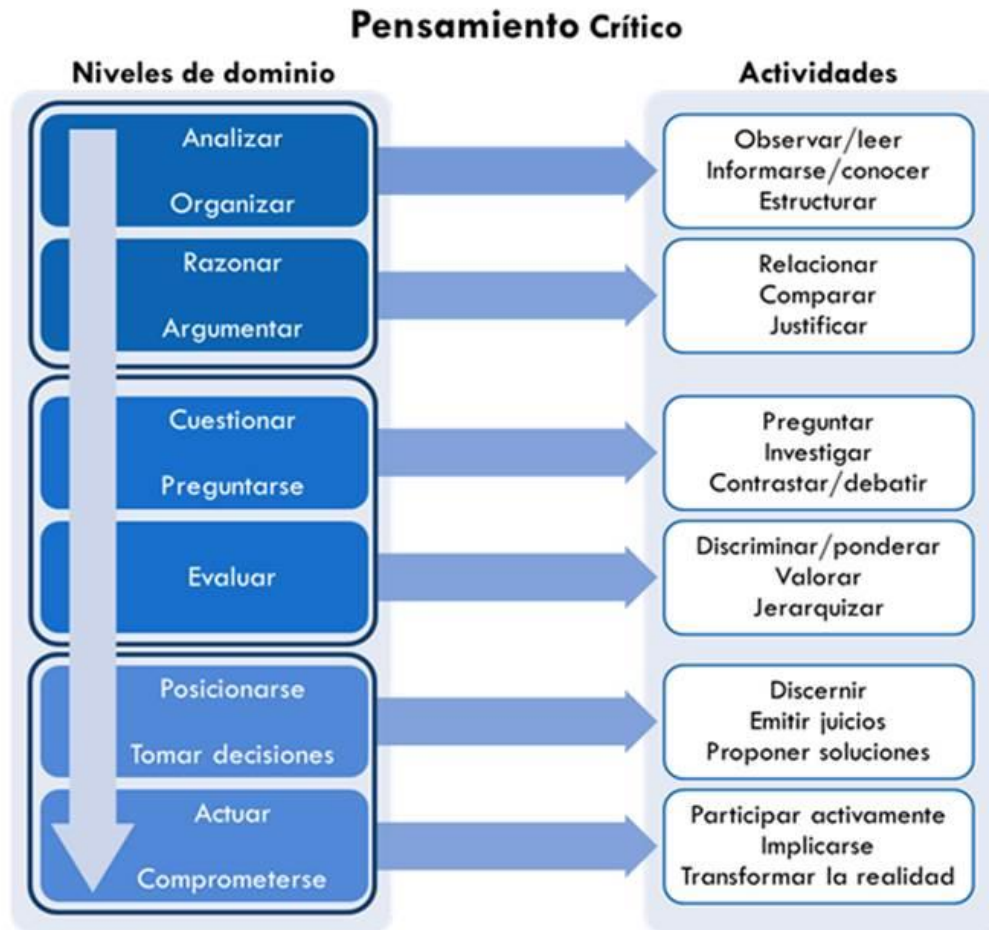 Pensamiento Crítico
Niveles de dominio
Actividades
Analizar
Organizar
Observar/leer
Informarse/conocer
Estructurar
Razonar
Argumentar
Relacionar
Comparar
Justificar
Cuestionar
Preguntarse
Preguntar
Investigar
Contrastar/debatir
Evaluar
Discriminar/ponderar
Valorar
Jerarquizar
Posicionarse
Tomar decisiones
Discernir
Emitir juicios
Proponer soluciones
Actuar
Comprometerse
Participar activamente
Implicarse
Transformar la realidad